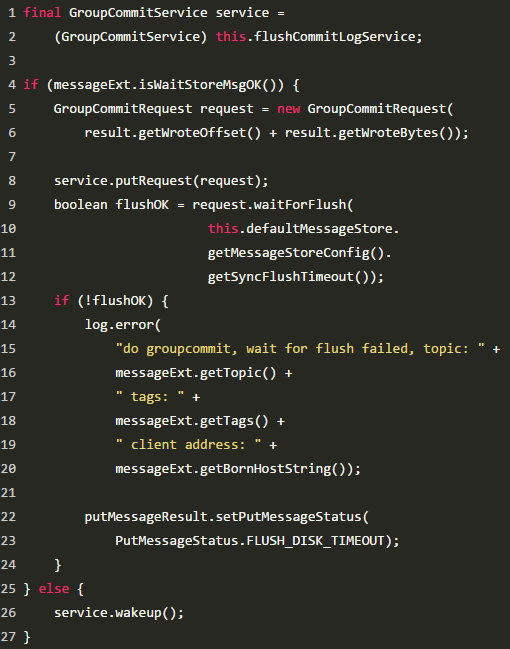 1 final GroupCommitService service =
2     (GroupCommitService) this.flushCommitLogService;
3
4 if (messageExt.isWaitStoreMsgOK()) {
5     GroupCommitRequest request = new GroupCommitRequest(
6         result.getWroteOffset() + result.getWroteBytes());
7
8     service.putRequest(request);
9     boolean flushOK = request.waitForFlush(
10                         this.defaultMessageStore.
11                         getMessageStoreConfig().
12                         getSyncFlushTimeout());
13     if (!flushOK) {
14         log.error(
15             "do groupcommit, wait for flush failed, topic: " +
16             messageExt.getTopic() +
17             " tags: " +
18             messageExt.getTags() +
19             " client address: " +
20             messageExt.getBornHostString());
21
22         putMessageResult.setPutMessageStatus(
23             PutMessageStatus.FLUSH_DISK_TIMEOUT);
24     }
25 } else {
26     service.wakeup();
27 }